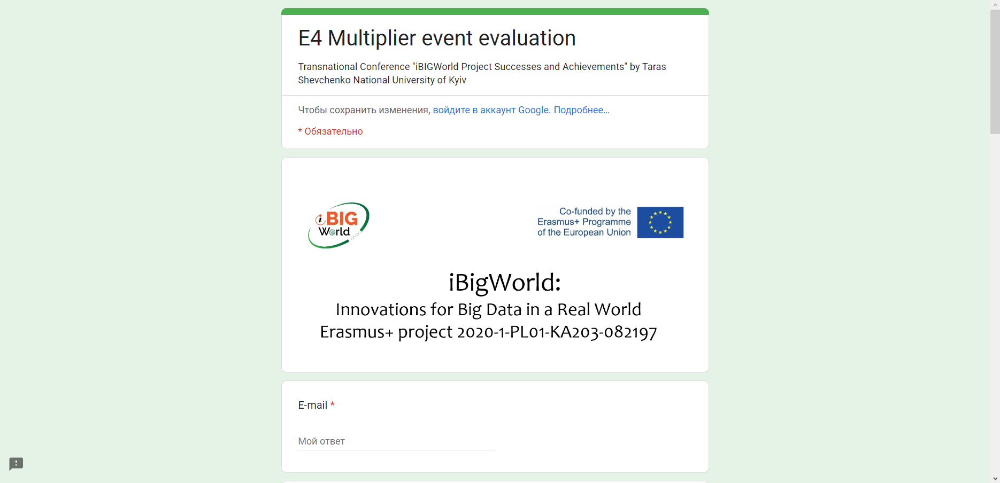 E4 Multiplier event evaluation
Transnational Conference "iBIGWorld Project Successes and Achievements" by Taras
Shevchenko National University of Kyiv
Чтобы сохранить изменения, войдите в аккаунт Google. Подробнее…
* Обязательно
iBIG
World
Co-funded by the
Erasmus+ Programme
of the European Union
iBigWorld:
Innovations for Big Data in a Real World
Erasmus+ project 2020-1-PL01-KA203-082197
E-mail *
Мой ответ